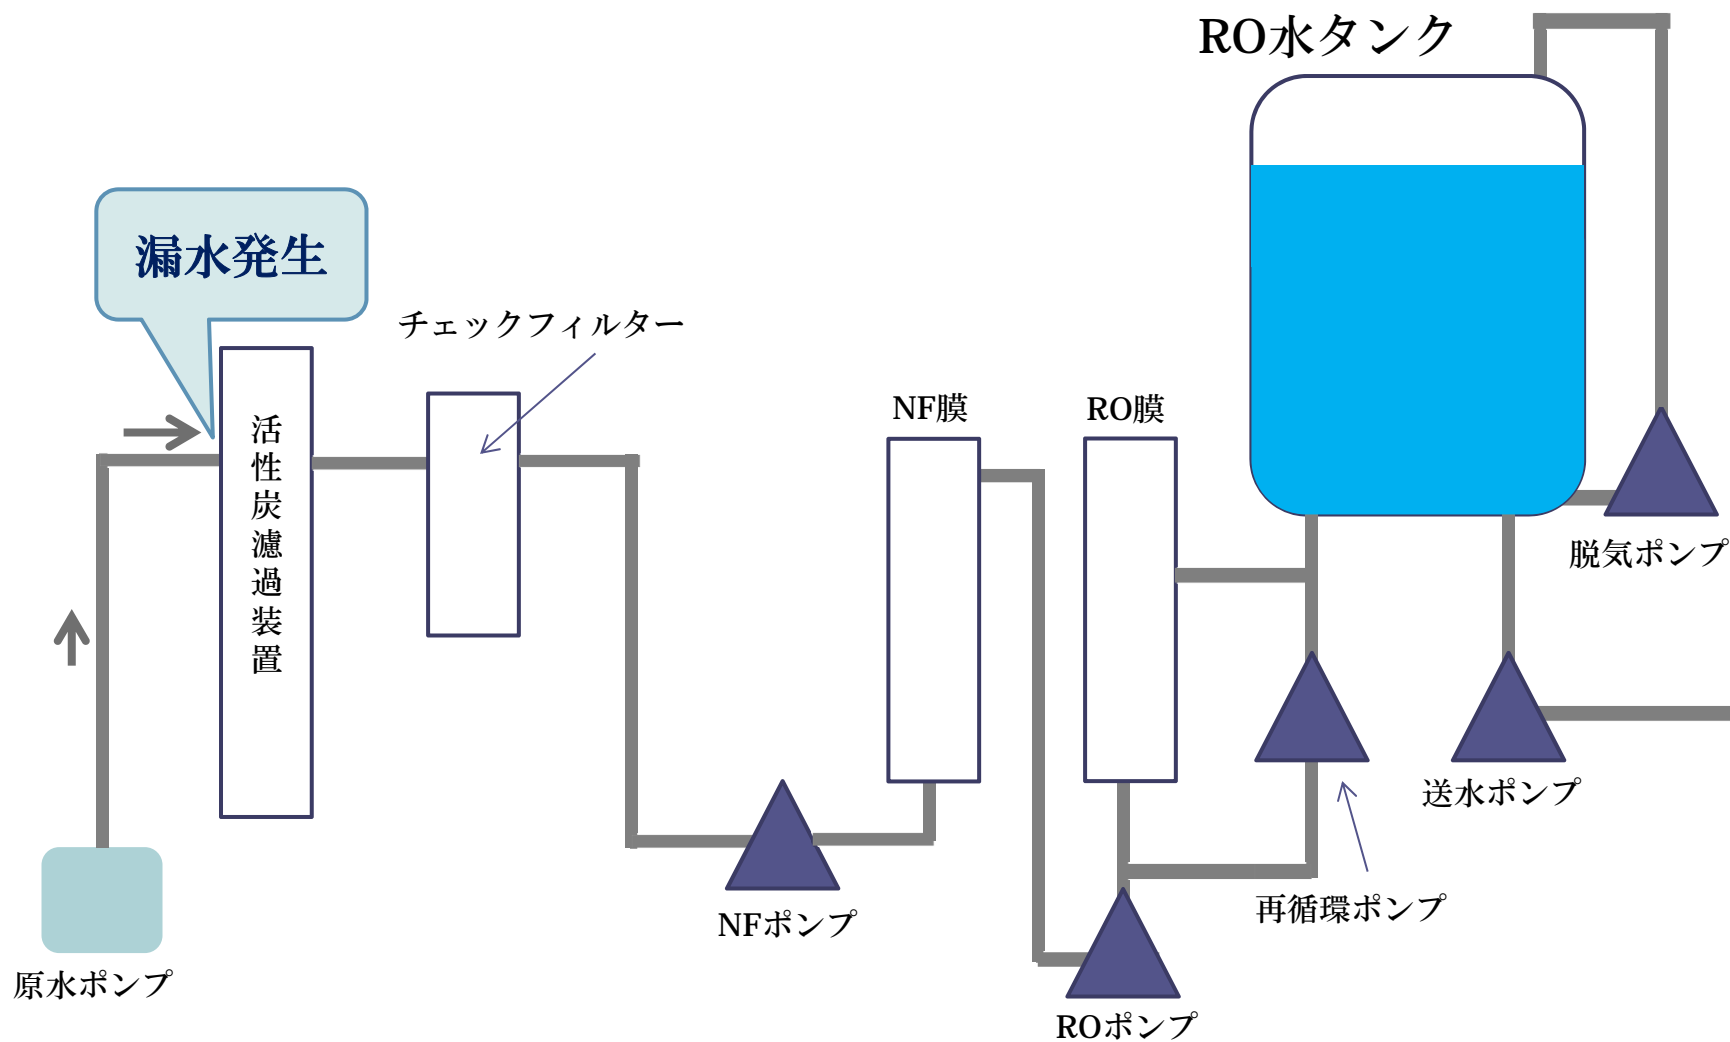 RO水タンク
漏水発生
チェックフィルター
NF膜
RO膜
活性炭濾過装置
脱気ポンプ
送水ポンプ
再循環ポンプ
NFポンプ
原水ポンプ
ROポンプ